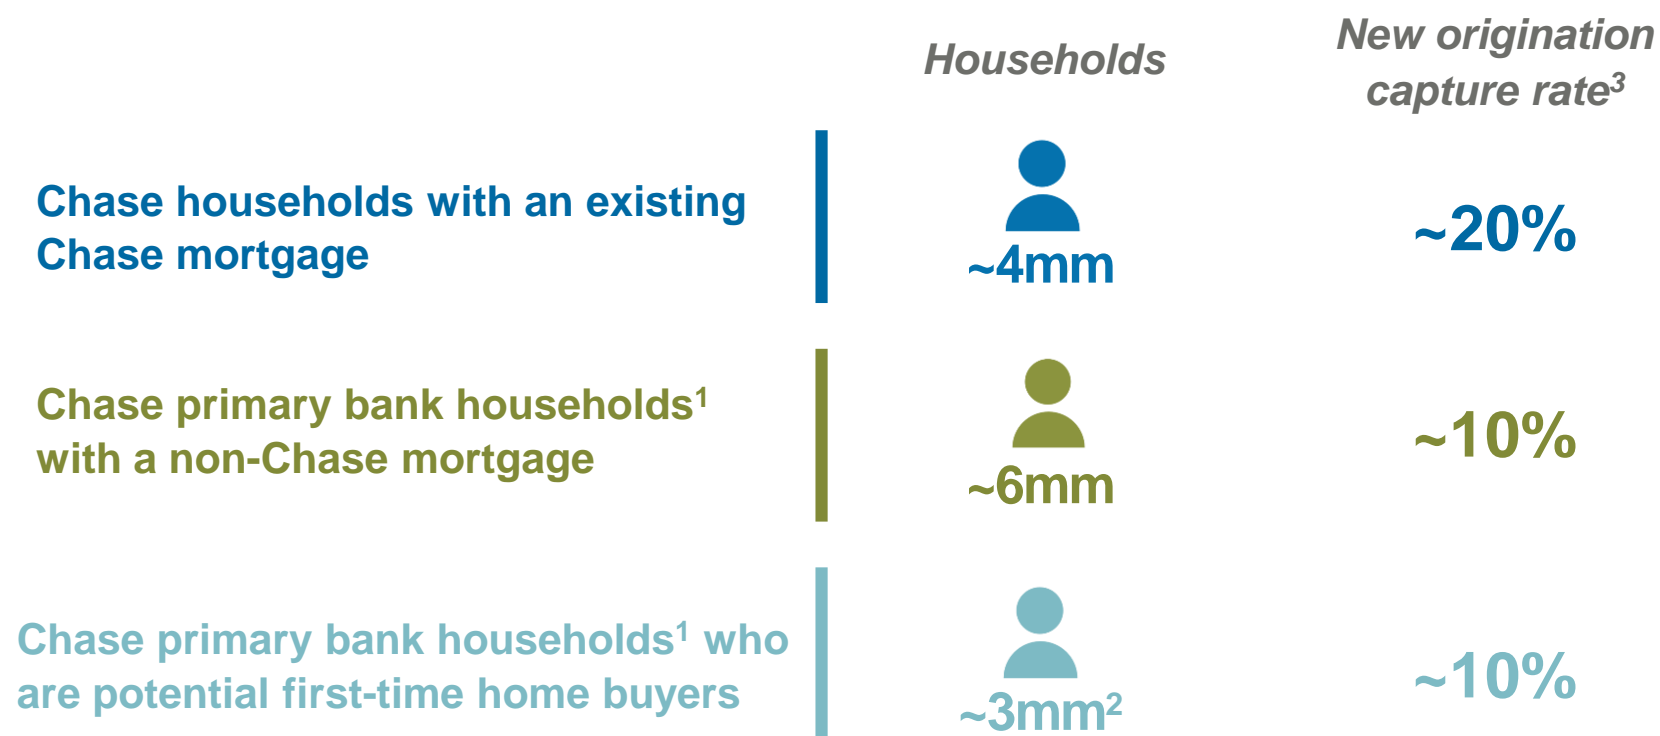 Households
New origination
capture rate³
Chase households with an existing
Chase mortgage
~4mm
~20%
Chase primary bank households¹
with a non-Chase mortgage
~6mm
~10%
Chase primary bank households¹ who
are potential first-time home buyers
~3mm²
~10%